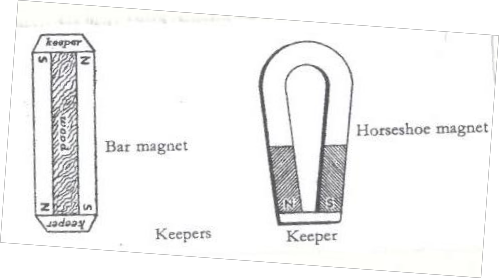 keeper
S N
wood
N S
keeper
Bar magnet
Horseshoe magnet
N S
Keepers
Keeper